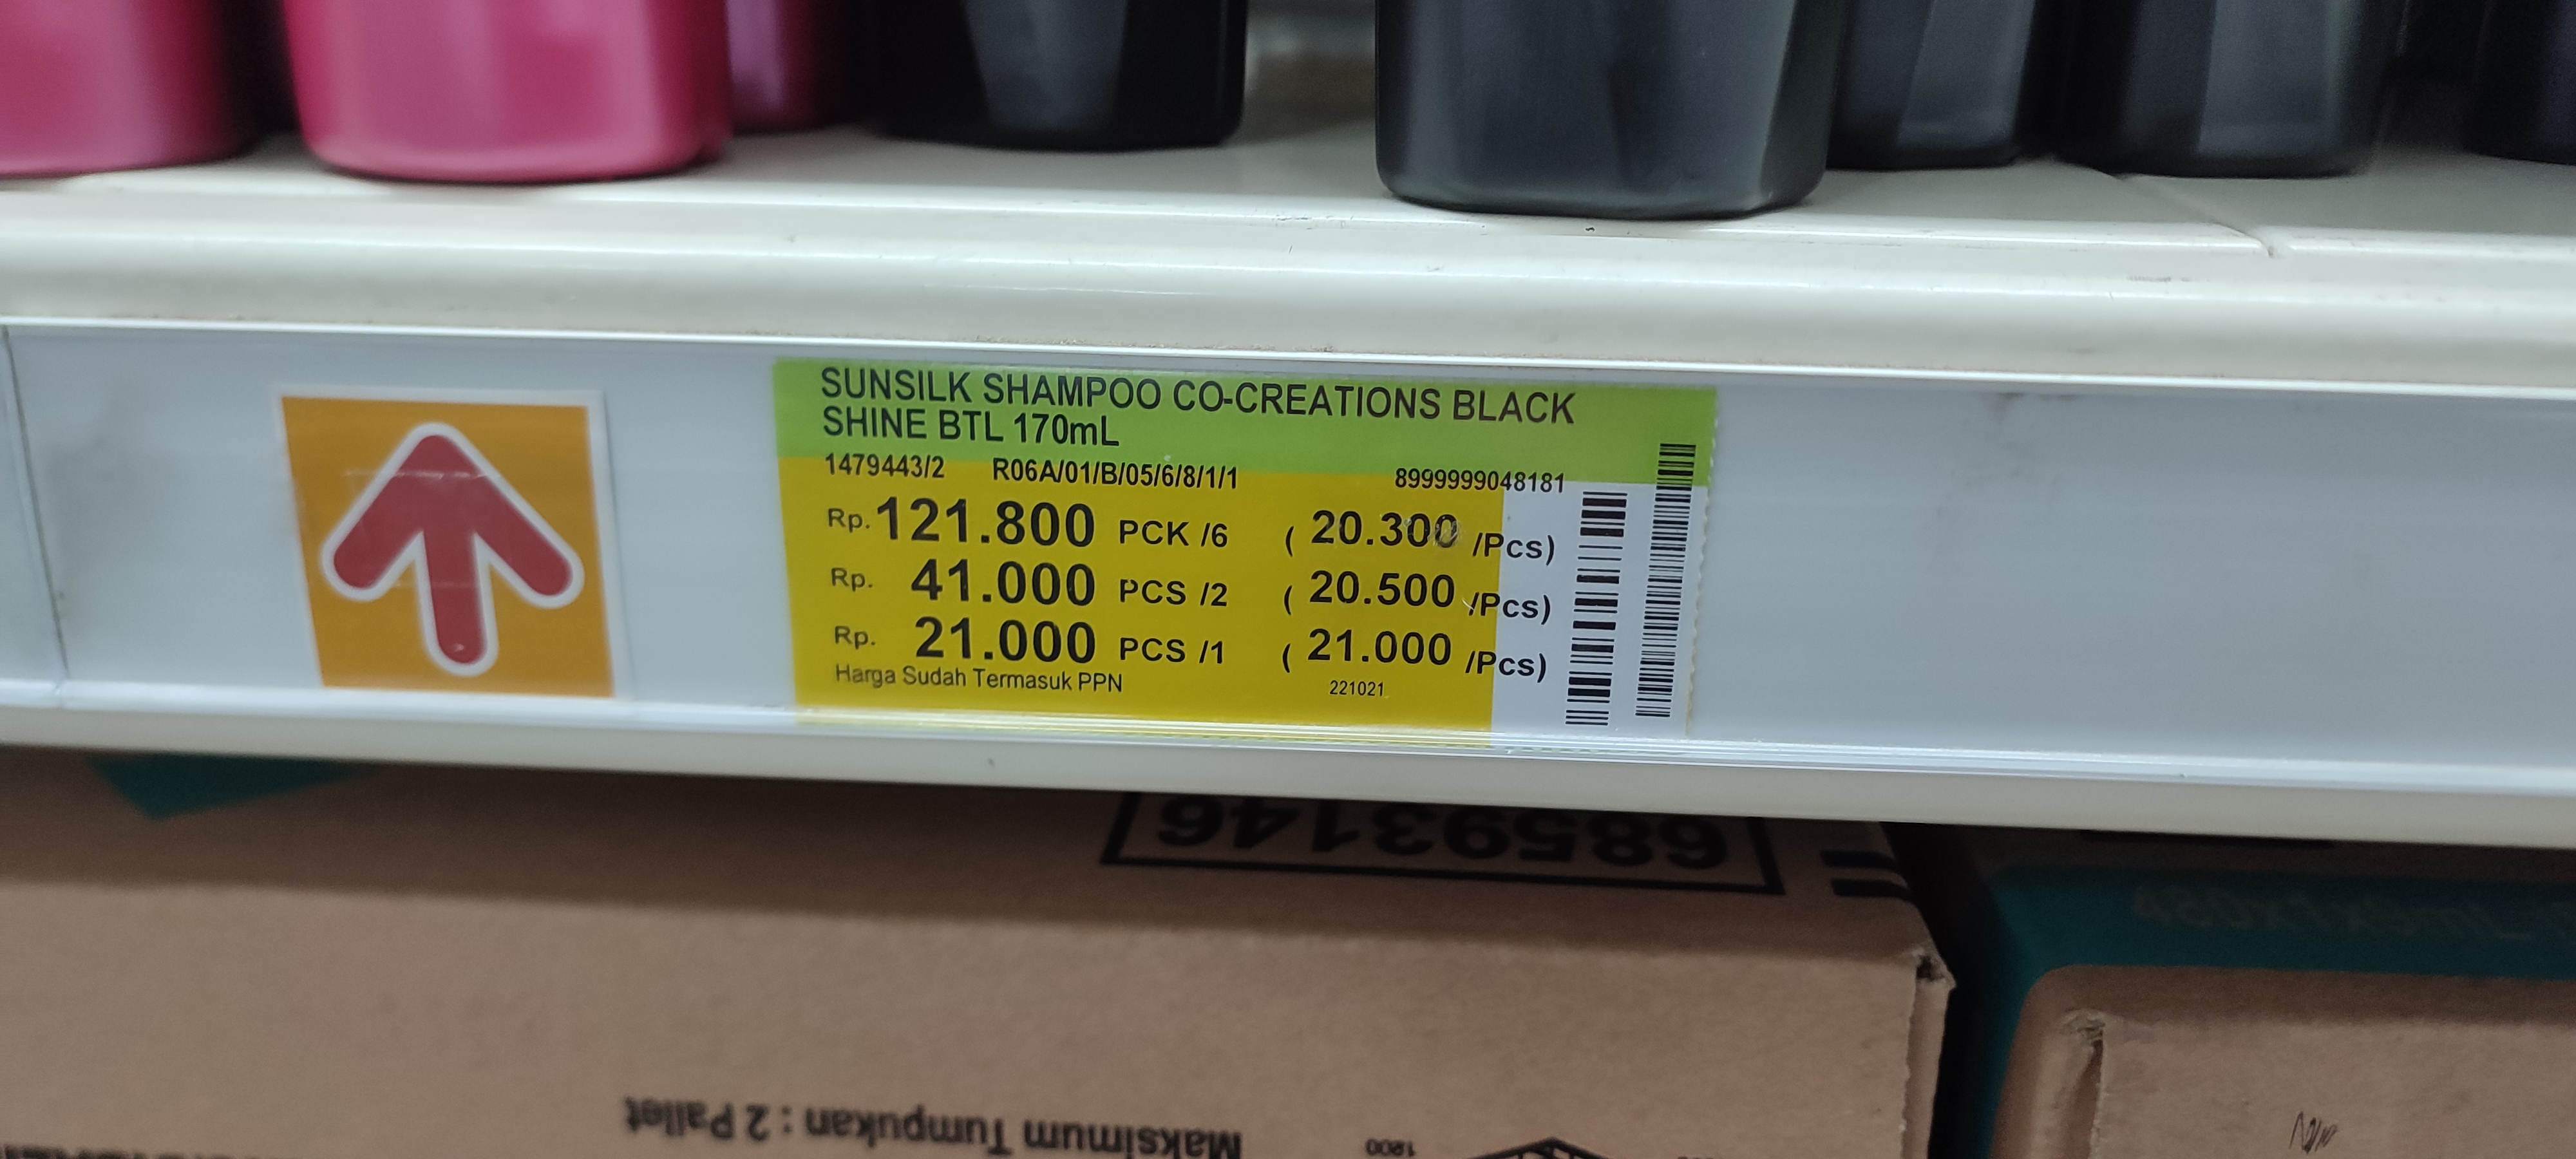 SUNSILK SHAMPOO CO-CREATIONS BLACK
SHINE BTL 170mL
1479443/2 R06A/01/B/05/6/8/1/1 8999999048181
Rp. 121.800 PCK /6 ( 20.300 /Pcs)
Rp. 41.000 PCS /2 ( 20.500 /Pcs)
Rp. 21.000 PCS /1 ( 21.000 /Pcs)
Harga Sudah Termasuk PPN 221021
68593146
Maksimum Tumpukan : 2 Pallet
1200